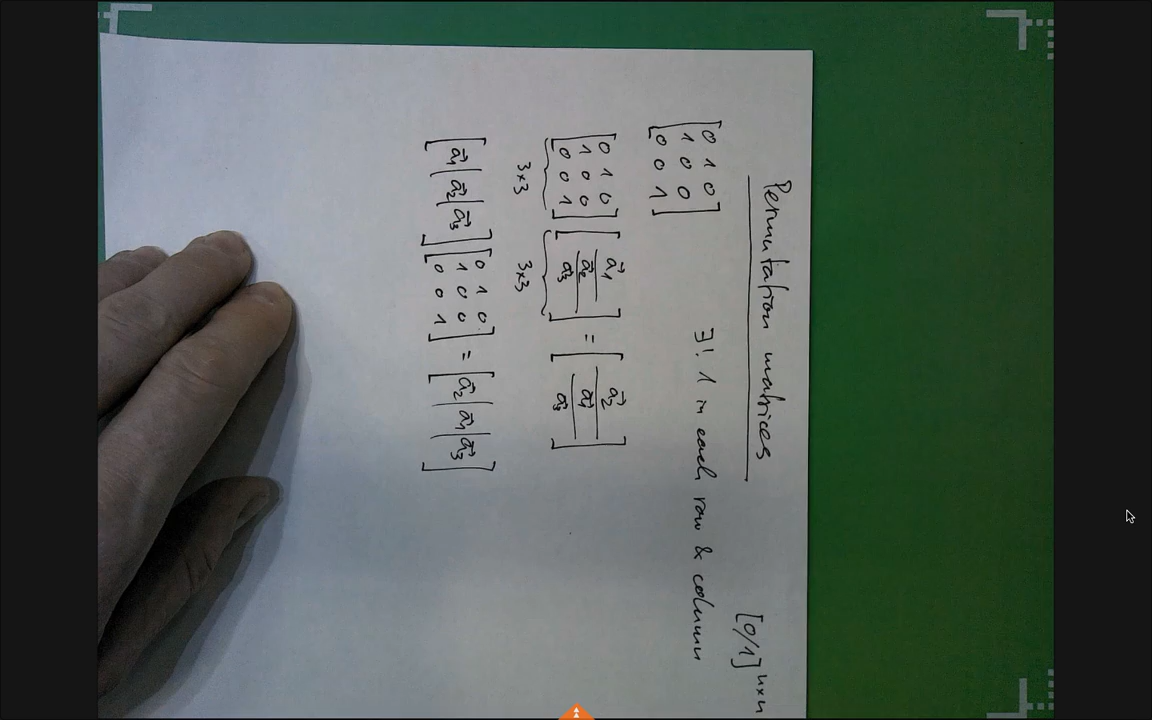 Permutation matrices
[0/1]ⁿˣⁿ
[0 1 0
1 0 0
0 0 1]
∃! 1 in each row & column
[0 1 0
1 0 0
0 0 1] [a⃗1
a⃗2
a⃗3] = [a⃗2
a⃗1
a⃗3]
3×3 3×3
[a⃗1 | a⃗2 | a⃗3] [0 1 0
1 0 0
0 0 1] = [a⃗2 | a⃗1 | a⃗3]